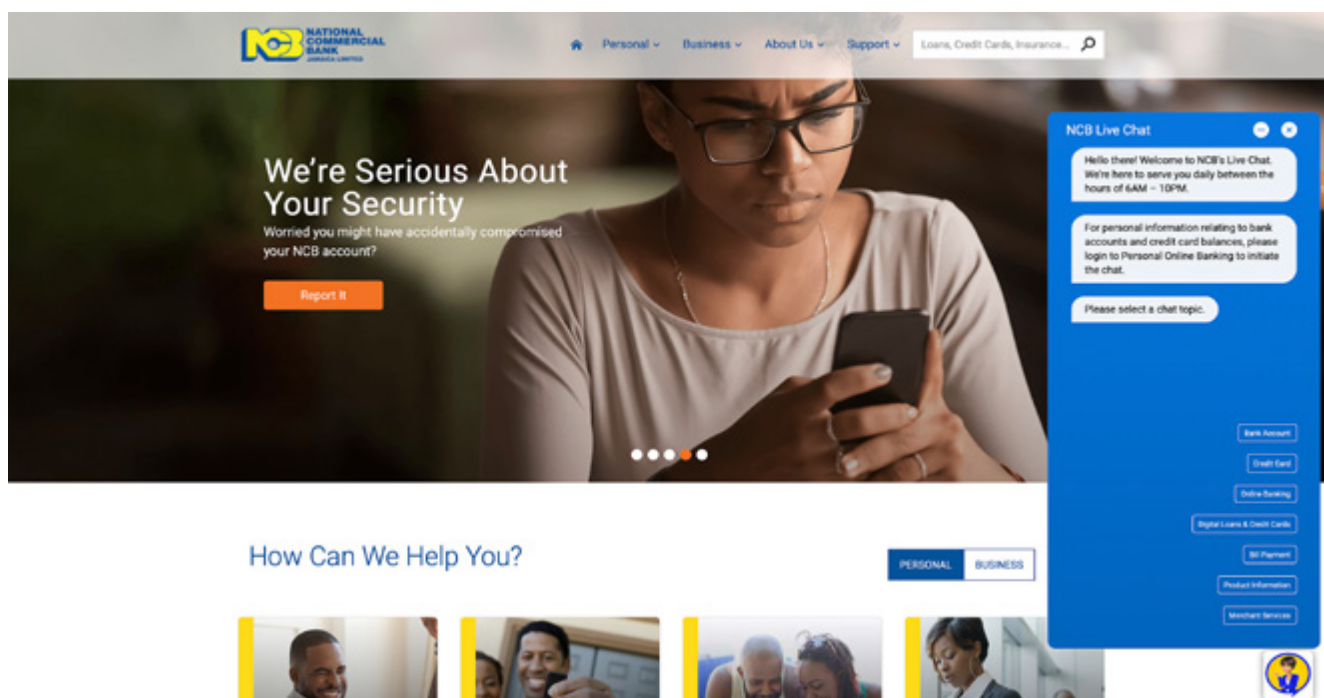 NCB
NATIONAL
COMMERCIAL
BANK
JAMAICA LIMITED
Personal
Business
About Us
Support
Loans, Credit Cards, Insurance...
We're Serious About
Your Security
Worried you might have accidentally compromised
your NCB account?
Report It
NCB Live Chat
Hello there! Welcome to NCB's Live Chat.
We're here to serve you daily between the
hours of 6AM – 10PM.
For personal information relating to bank
accounts and credit card balances, please
login to Personal Online Banking to initiate
the chat.
Please select a chat topic.
Bank Account
Credit Card
Online Banking
Digital Loans & Credit Cards
Bill Payment
Product Information
Merchant Services
How Can We Help You?
PERSONAL
BUSINESS